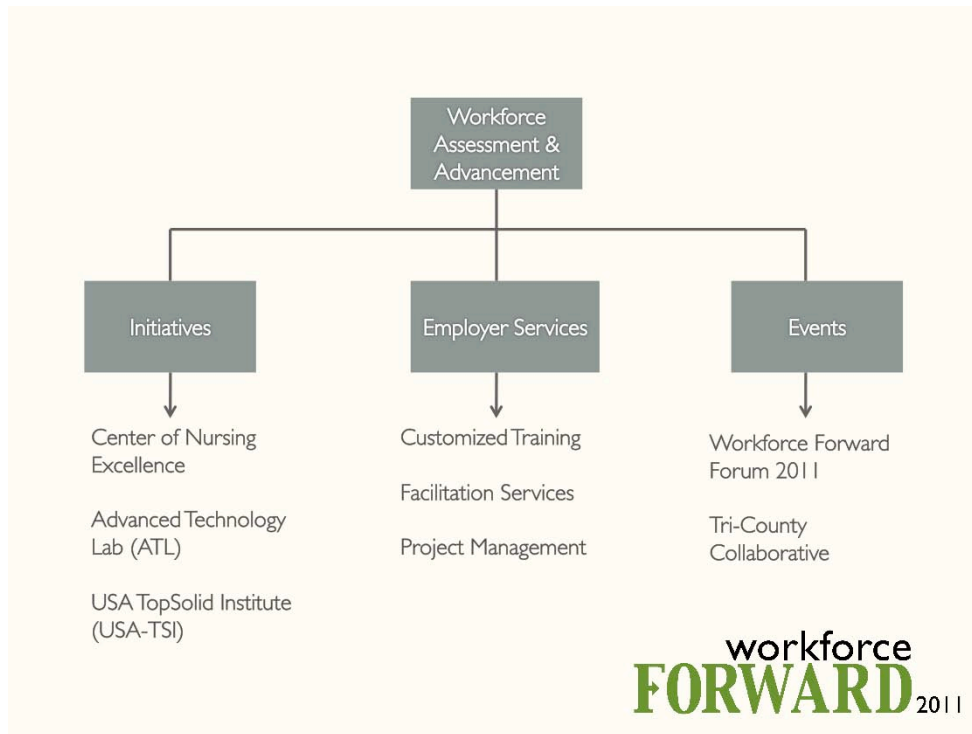 Workforce
Assessment &
Advancement
Initiatives
Employer Services
Events
Center of Nursing
Excellence
Advanced Technology
Lab (ATL)
USA TopSolid Institute
(USA-TSI)
Customized Training
Facilitation Services
Project Management
Workforce Forward
Forum 2011
Tri-County
Collaborative
workforce
FORWARD 2011